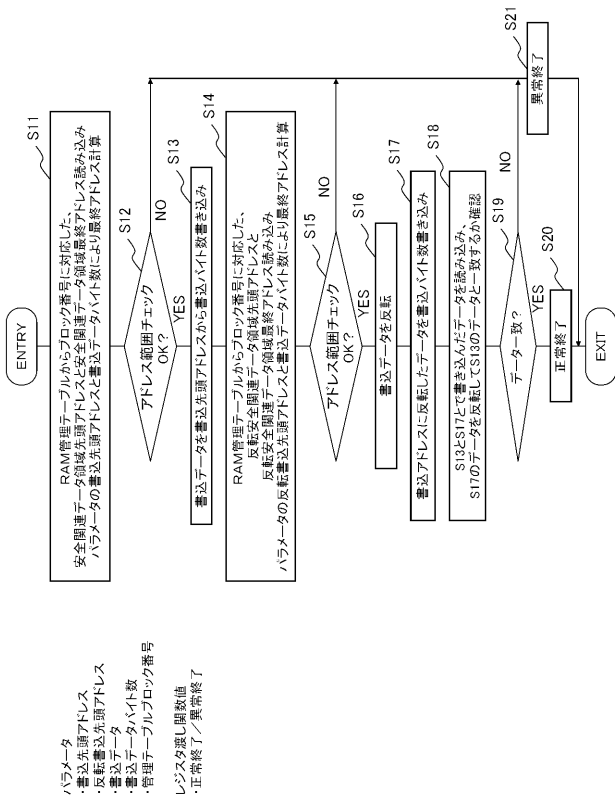 ENTRY
S11
RAM管理テーブルからブロック番号に対応した、
安全関連データ領域先頭アドレスと安全関連データ領域最終アドレス読み込み
パラメータの書込先頭アドレスと書込データバイト数により最終アドレス計算
S12
アドレス範囲チェック
OK?
NO
YES
S13
書込データを書込先頭アドレスから書込バイト数書き込み
S14
RAM管理テーブルからブロック番号に対応した、
反転安全関連データ領域先頭アドレスと
反転安全関連データ領域最終アドレス読み込み
パラメータの反転書込先頭アドレスと書込データバイト数により最終アドレス計算
S15
アドレス範囲チェック
OK?
NO
YES
S16
書込データを反転
S17
書込アドレスに反転したデータを書込バイト数書き込み
S18
S13とS17とで書き込んだデータを読み込み、
S17のデータを反転してS13のデータと一致するか確認
S19
データ一致?
NO
YES
S20
正常終了
S21
異常終了
EXIT
パラメータ
・書込先頭アドレス
・反転書込先頭アドレス
・書込データ
・書込データバイト数
・管理テーブルブロック番号
レジスタ渡し関数値
・正常終了/異常終了